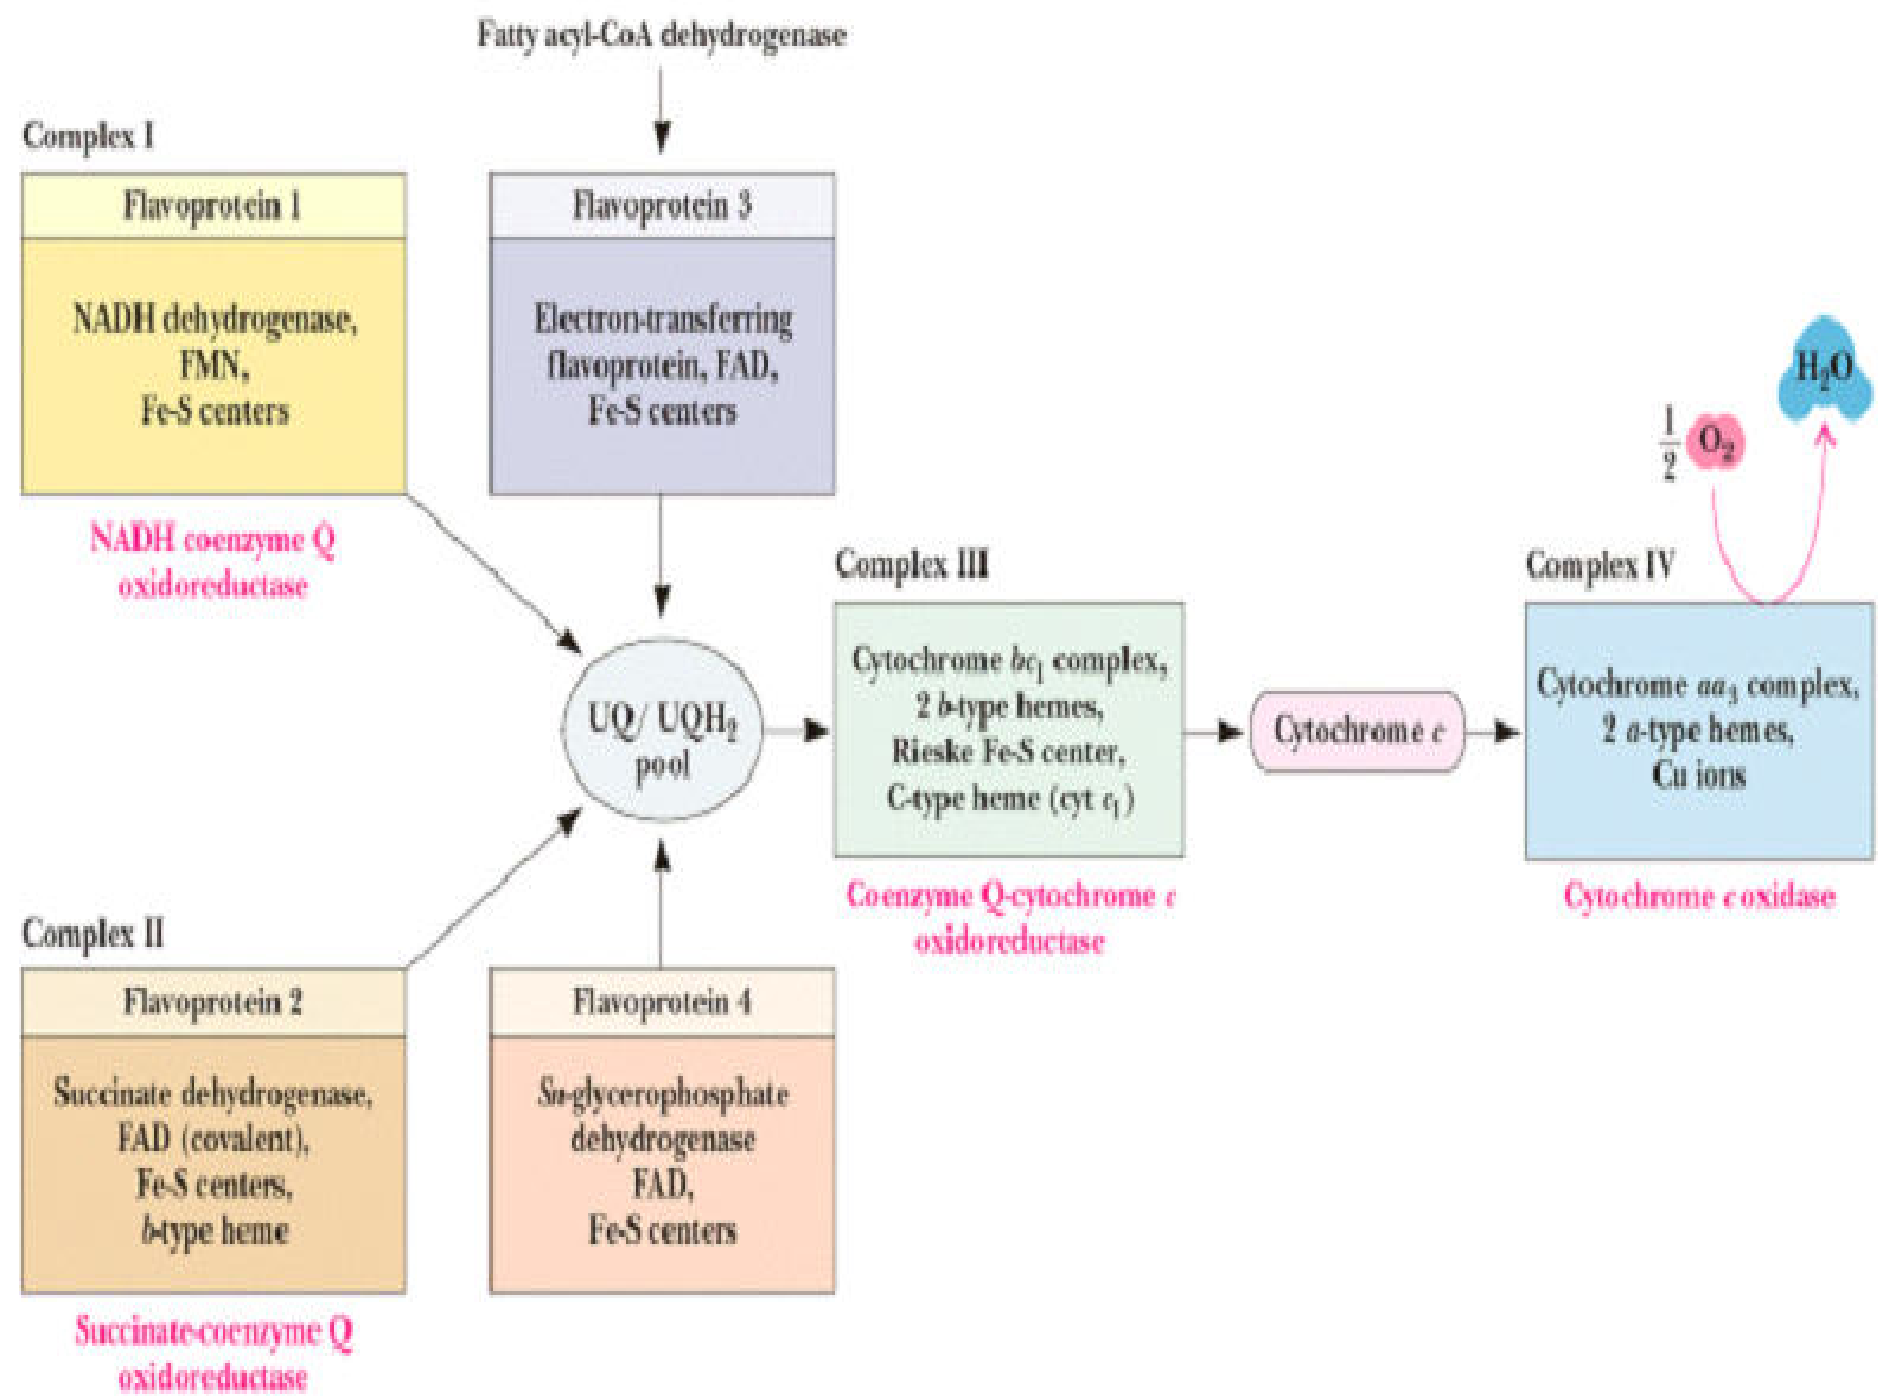 Fatty acyl-CoA dehydrogenase
Complex I
Flavoprotein 1
NADH dehydrogenase,
FMN,
Fe-S centers
NADH coenzyme Q
oxidoreductase
Flavoprotein 3
Electron-transferring
flavoprotein, FAD,
Fe-S centers
UQ/ UQH₂
pool
Complex II
Flavoprotein 2
Succinate dehydrogenase,
FAD (covalent),
Fe-S centers,
b-type heme
Succinate-coenzyme Q
oxidoreductase
Flavoprotein 4
Sn-glycerophosphate
dehydrogenase
FAD,
Fe-S centers
Complex III
Cytochrome bc₁ complex,
2 b-type hemes,
Rieske Fe-S center,
C-type heme (cyt c₁)
Coenzyme Q-cytochrome c
oxidoreductase
Cytochrome c
Complex IV
Cytochrome aa₃ complex,
2 a-type hemes,
Cu ions
Cytochrome c oxidase
1/2 O₂
H₂O